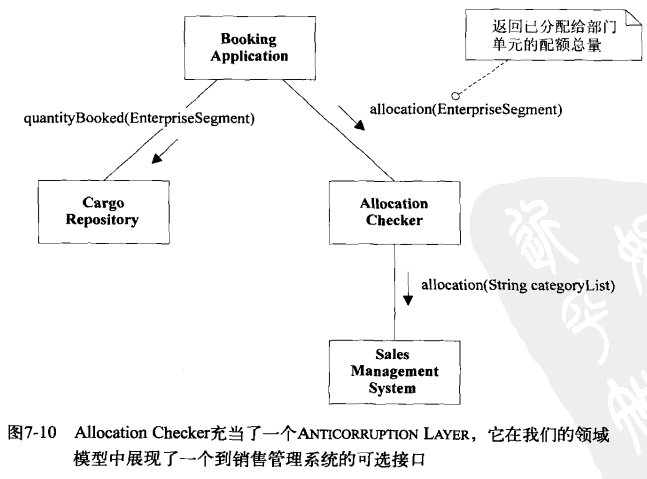 Booking
Application
返回已分配给部门
单元的配额总量
quantityBooked(EnterpriseSegment)
allocation(EnterpriseSegment)
Cargo
Repository
Allocation
Checker
allocation(String categoryList)
Sales
Management
System
图7-10 Allocation Checker充当了一个ANTICORRUPTION LAYER，它在我们的领域
模型中展现了一个到销售管理系统的可选接口